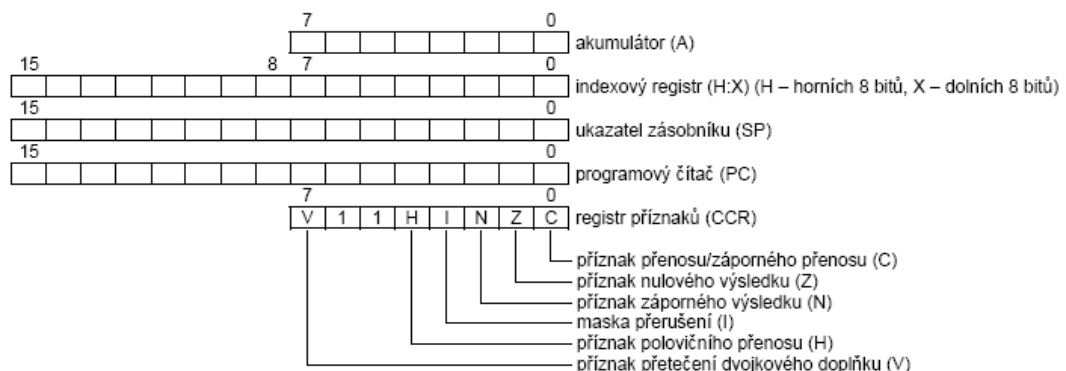 7 0
akumulátor (A)
15 8 7 0
indexový registr (H:X) (H – horních 8 bitů, X – dolních 8 bitů)
15 0
ukazatel zásobníku (SP)
15 0
programový čítač (PC)
7 0
V 1 1 H I N Z C registr příznaků (CCR)
příznak přenosu/záporného přenosu (C)
příznak nulového výsledku (Z)
příznak záporného výsledku (N)
maska přerušení (I)
příznak polovičního přenosu (H)
příznak přetečení dvojkového doplňku (V)